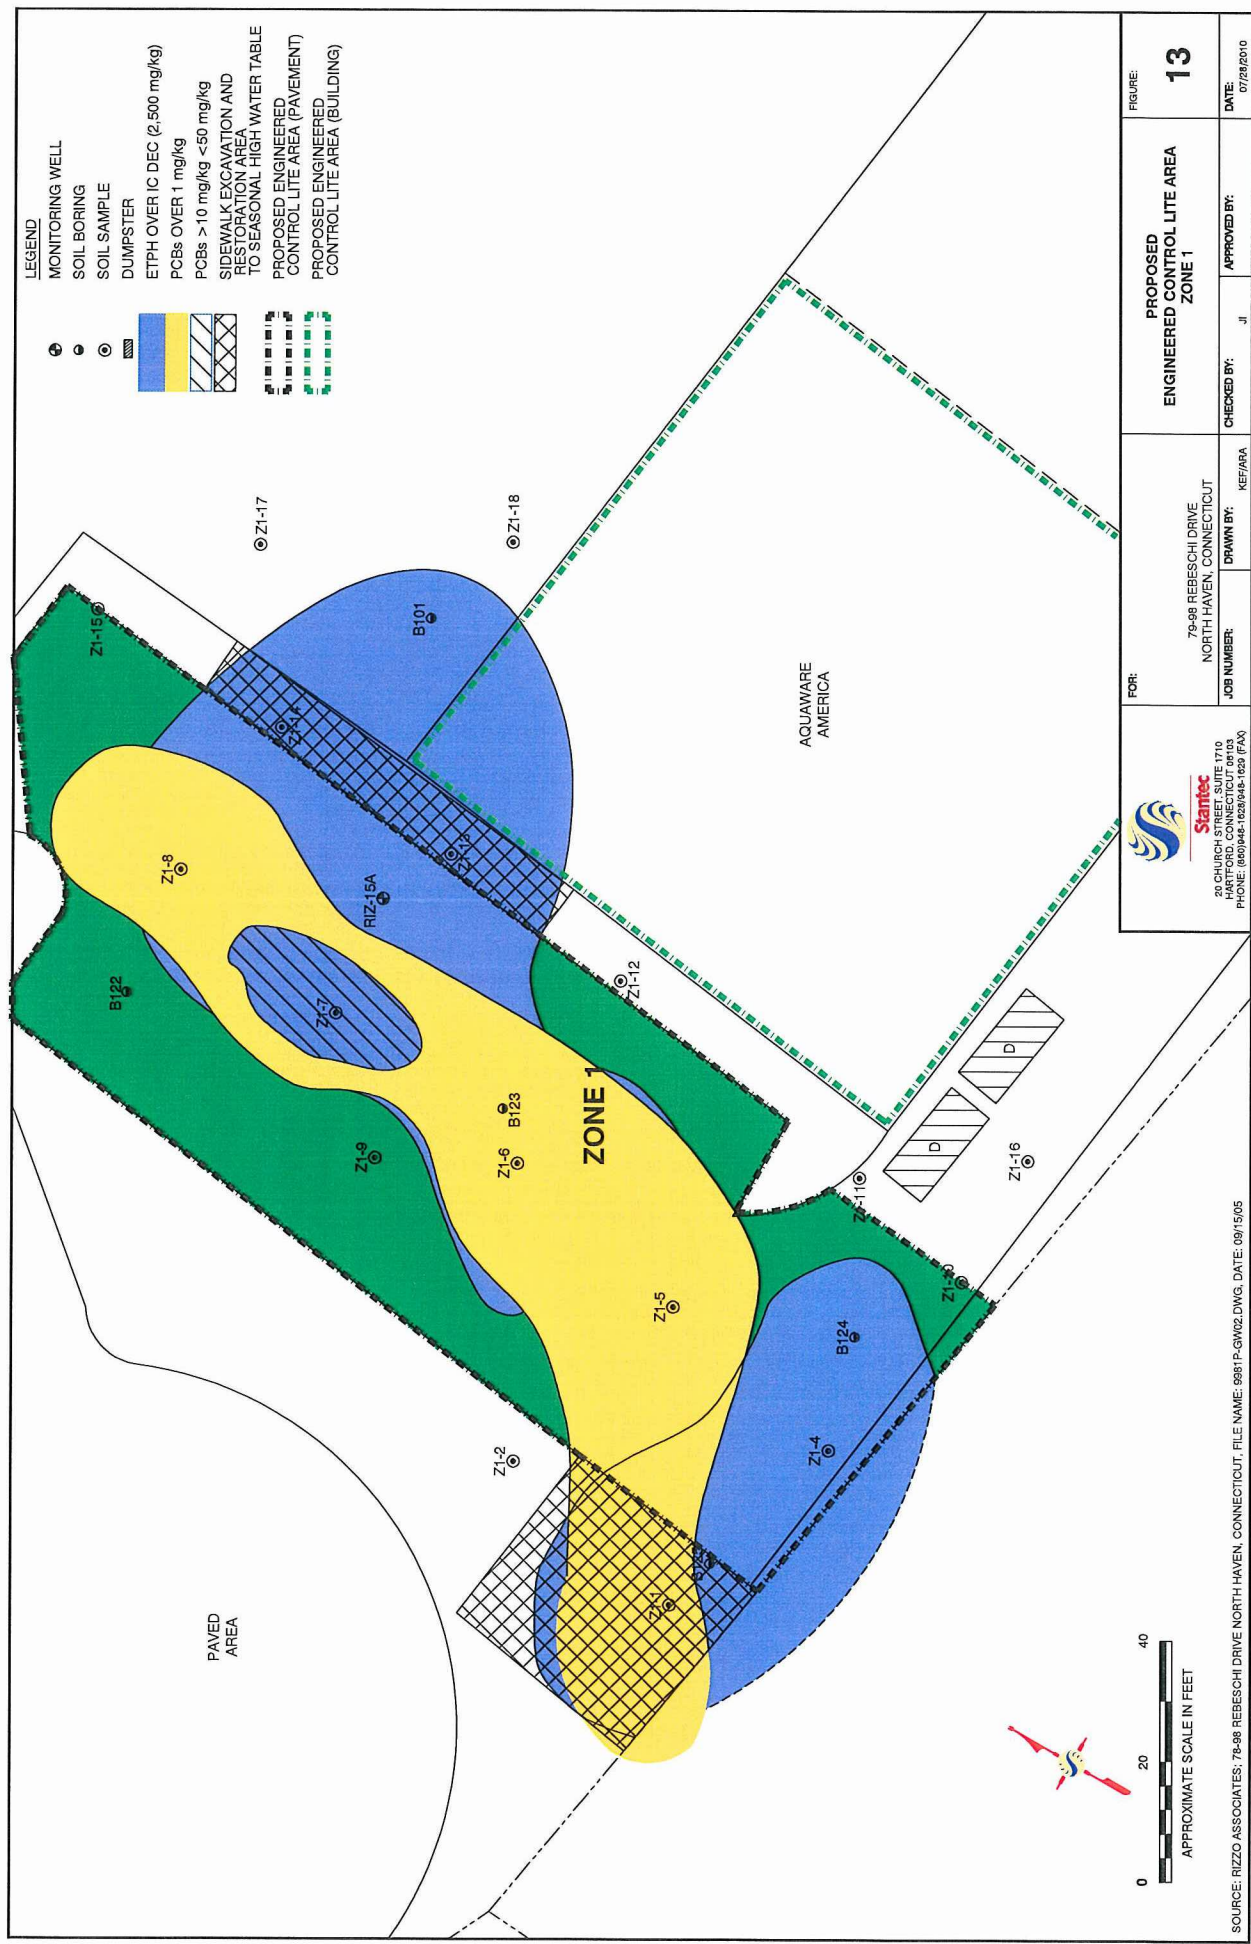 LEGEND
MONITORING WELL
SOIL BORING
SOIL SAMPLE
DUMPSTER
ETPH OVER IC DEC (2,500 mg/kg)
PCBs OVER 1 mg/kg
PCBs >10 mg/kg <50 mg/kg
SIDEWALK EXCAVATION AND
RESTORATION AREA
TO SEASONAL HIGH WATER TABLE
PROPOSED ENGINEERED
CONTROL LITE AREA (PAVEMENT)
PROPOSED ENGINEERED
CONTROL LITE AREA (BUILDING)
Z1-17
Z1-18
Z1-15
B101
Z1-14
Z1-13
RIZ-15A
Z1-8
B122
Z1-7
Z1-12
Z1-9
B123
Z1-6
ZONE 1
Z1-11
D
D
Z1-16
Z1-10
Z1-5
B124
Z1-4
Z1-2
Z1-1
PAVED
AREA
AQUAWARE
AMERICA
0 20 40
APPROXIMATE SCALE IN FEET
SOURCE: RIZZO ASSOCIATES; 78-98 REBESCHI DRIVE NORTH HAVEN, CONNECTICUT, FILE NAME: 9981P-GW02.DWG, DATE: 09/15/05
Stantec
20 CHURCH STREET, SUITE 1710
HARTFORD, CONNECTICUT 06103
PHONE: (860)948-1628/948-1629 (FAX)
FOR:
79-98 REBESCHI DRIVE
NORTH HAVEN, CONNECTICUT
PROPOSED
ENGINEERED CONTROL LITE AREA
ZONE 1
FIGURE:
13
JOB NUMBER:
DRAWN BY:
KEF/ARA
CHECKED BY:
JI
APPROVED BY:
DATE:
07/28/2010